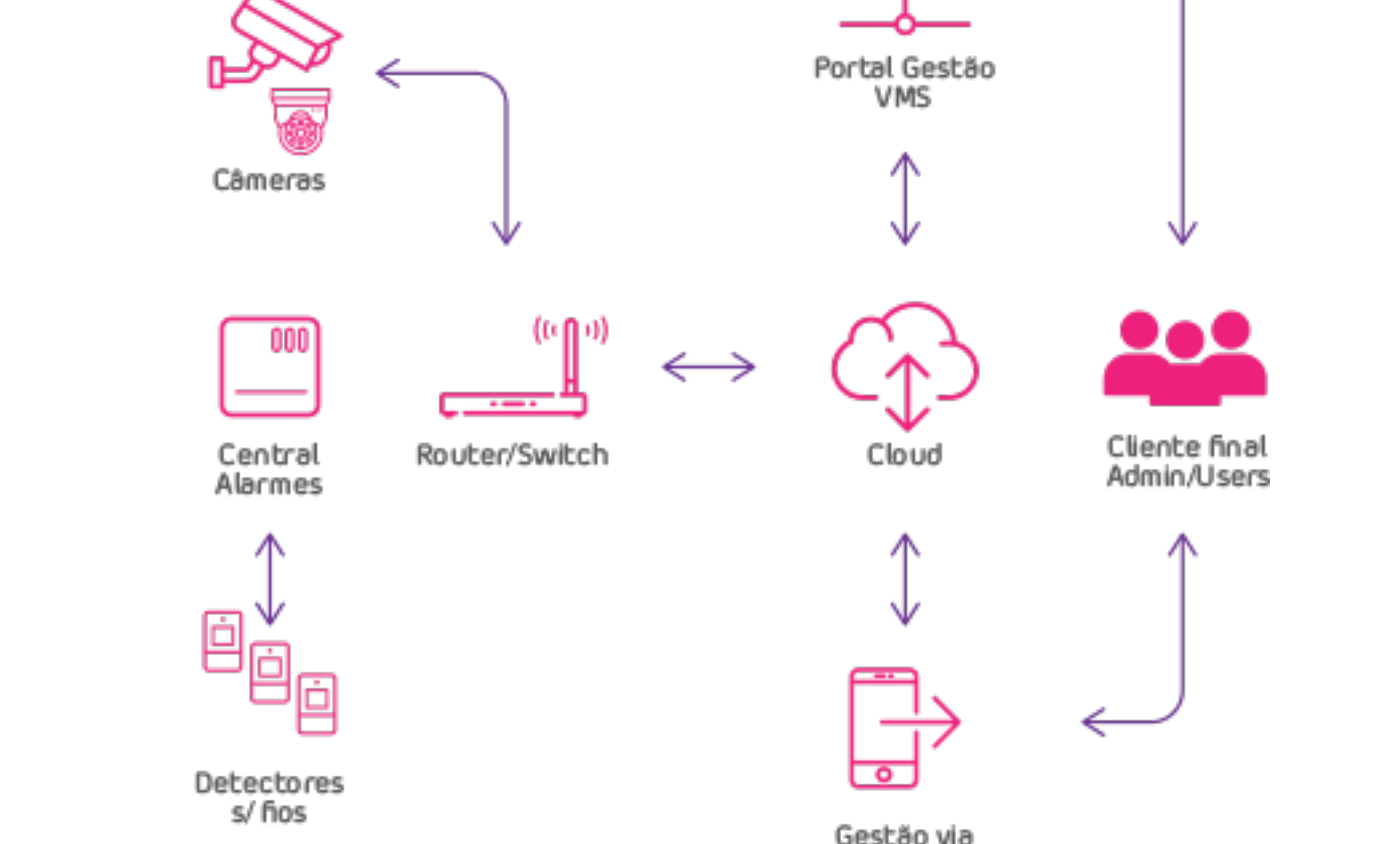 Portal Gestão
VMS
Câmeras
Central
Alarmes
Router/Switch
Cloud
Cliente final
Admin/Users
Detectores
s/ fios
Gestão via